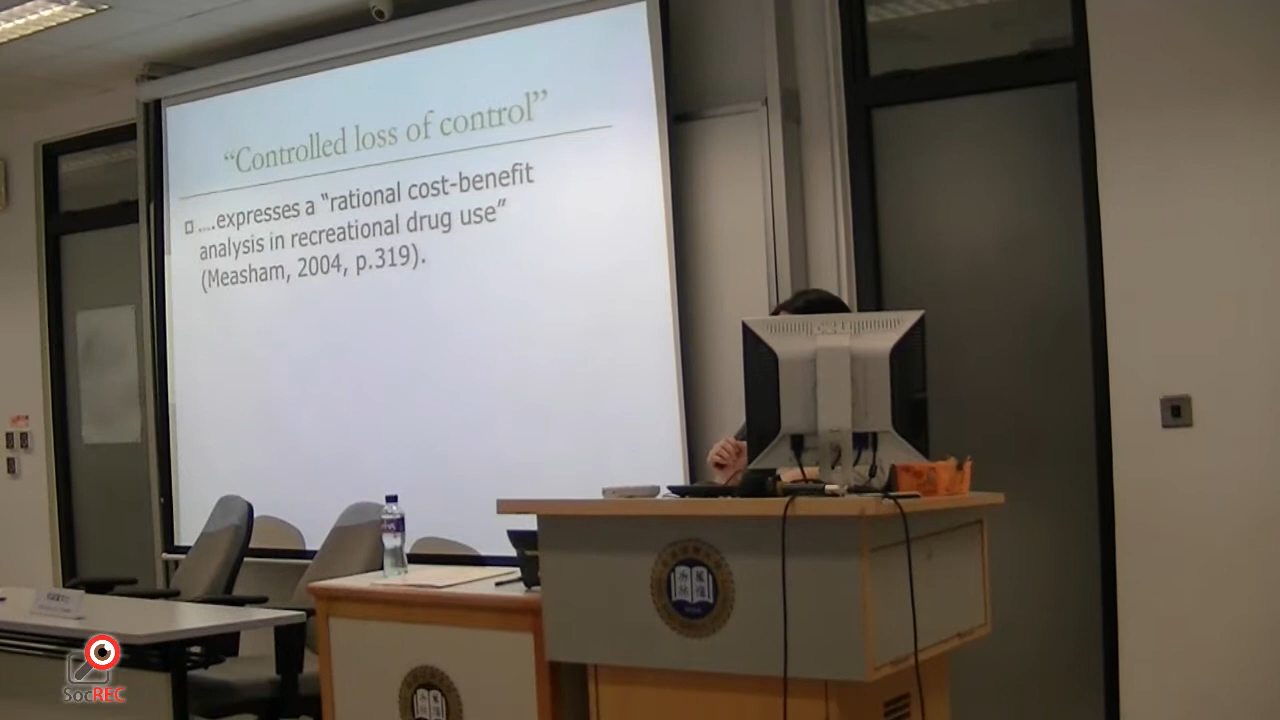 “Controlled loss of control”
....expresses a “rational cost-benefit
analysis in recreational drug use”
(Measham, 2004, p.319).
SocREC